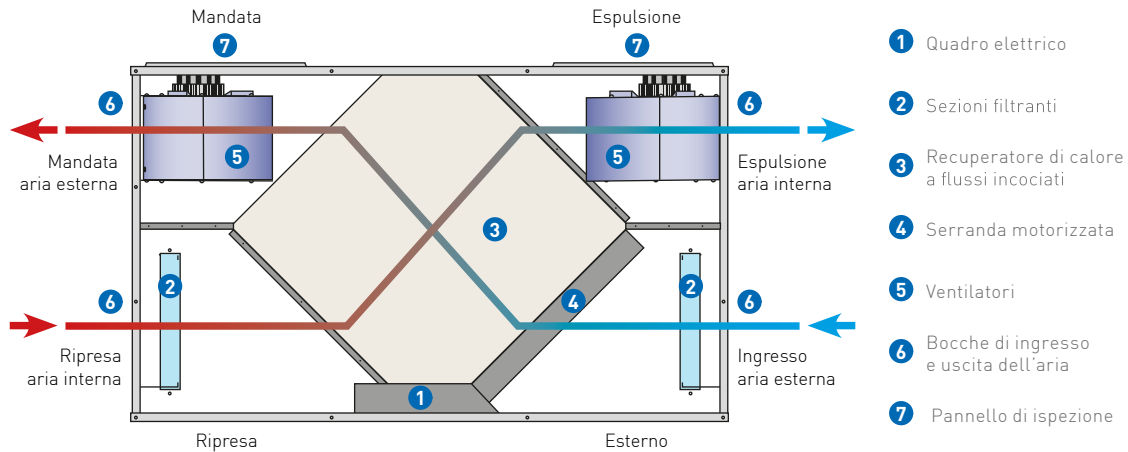 Mandata
Espulsione
7
7
6
6
5
5
Mandata
aria esterna
Espulsione
aria interna
3
2
2
4
6
6
Ripresa
aria interna
Ingresso
aria esterna
1
Ripresa
Esterno
1 Quadro elettrico
2 Sezioni filtranti
3 Recuperatore di calore
a flussi incociati
4 Serranda motorizzata
5 Ventilatori
6 Bocche di ingresso
e uscita dell'aria
7 Pannello di ispezione